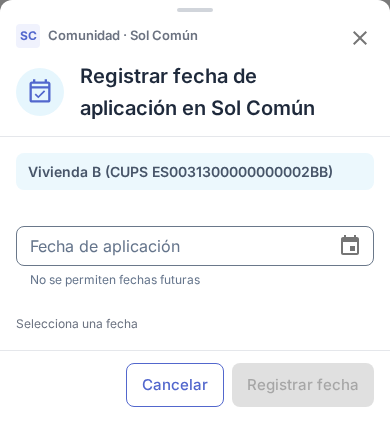 SC Comunidad · Sol Común
Registrar fecha de
aplicación en Sol Común
Vivienda B (CUPS ES0031300000000002BB)
Fecha de aplicación
No se permiten fechas futuras
Selecciona una fecha
Cancelar Registrar fecha